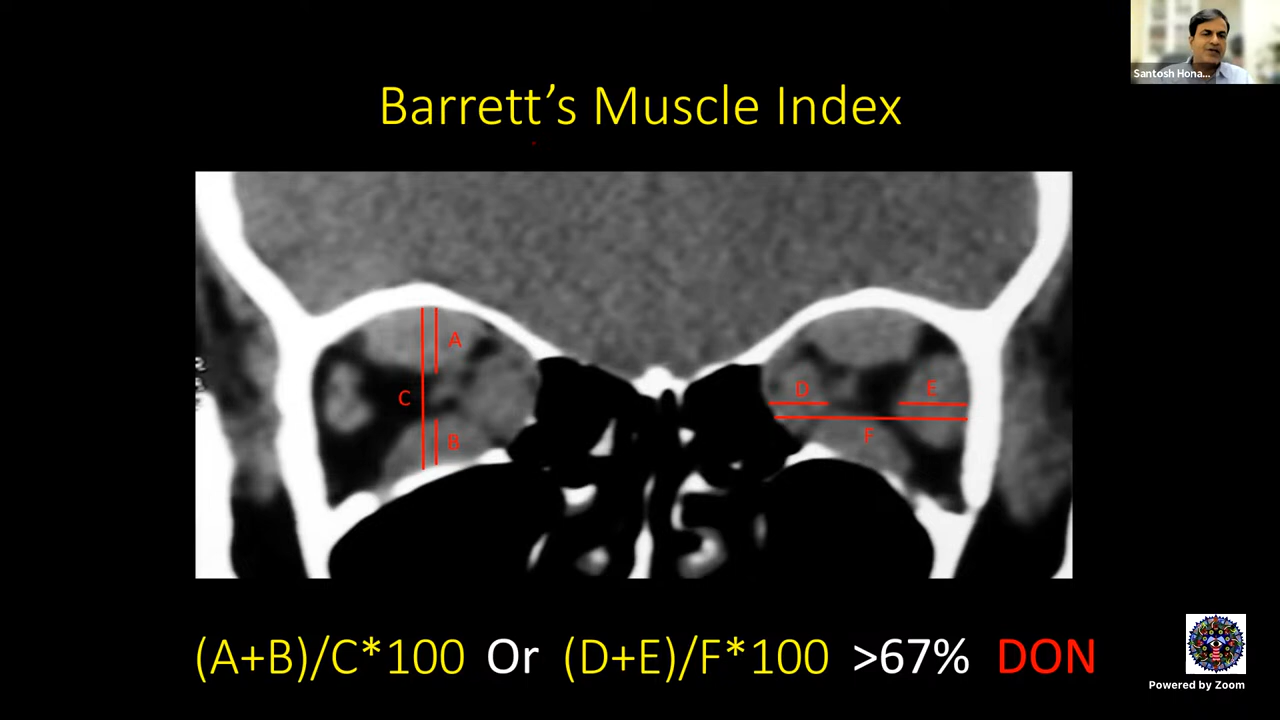 Santosh Hona...
Barrett’s Muscle Index
A
C
B
D
E
F
(A+B)/C*100 Or (D+E)/F*100 >67% DON
Powered by Zoom